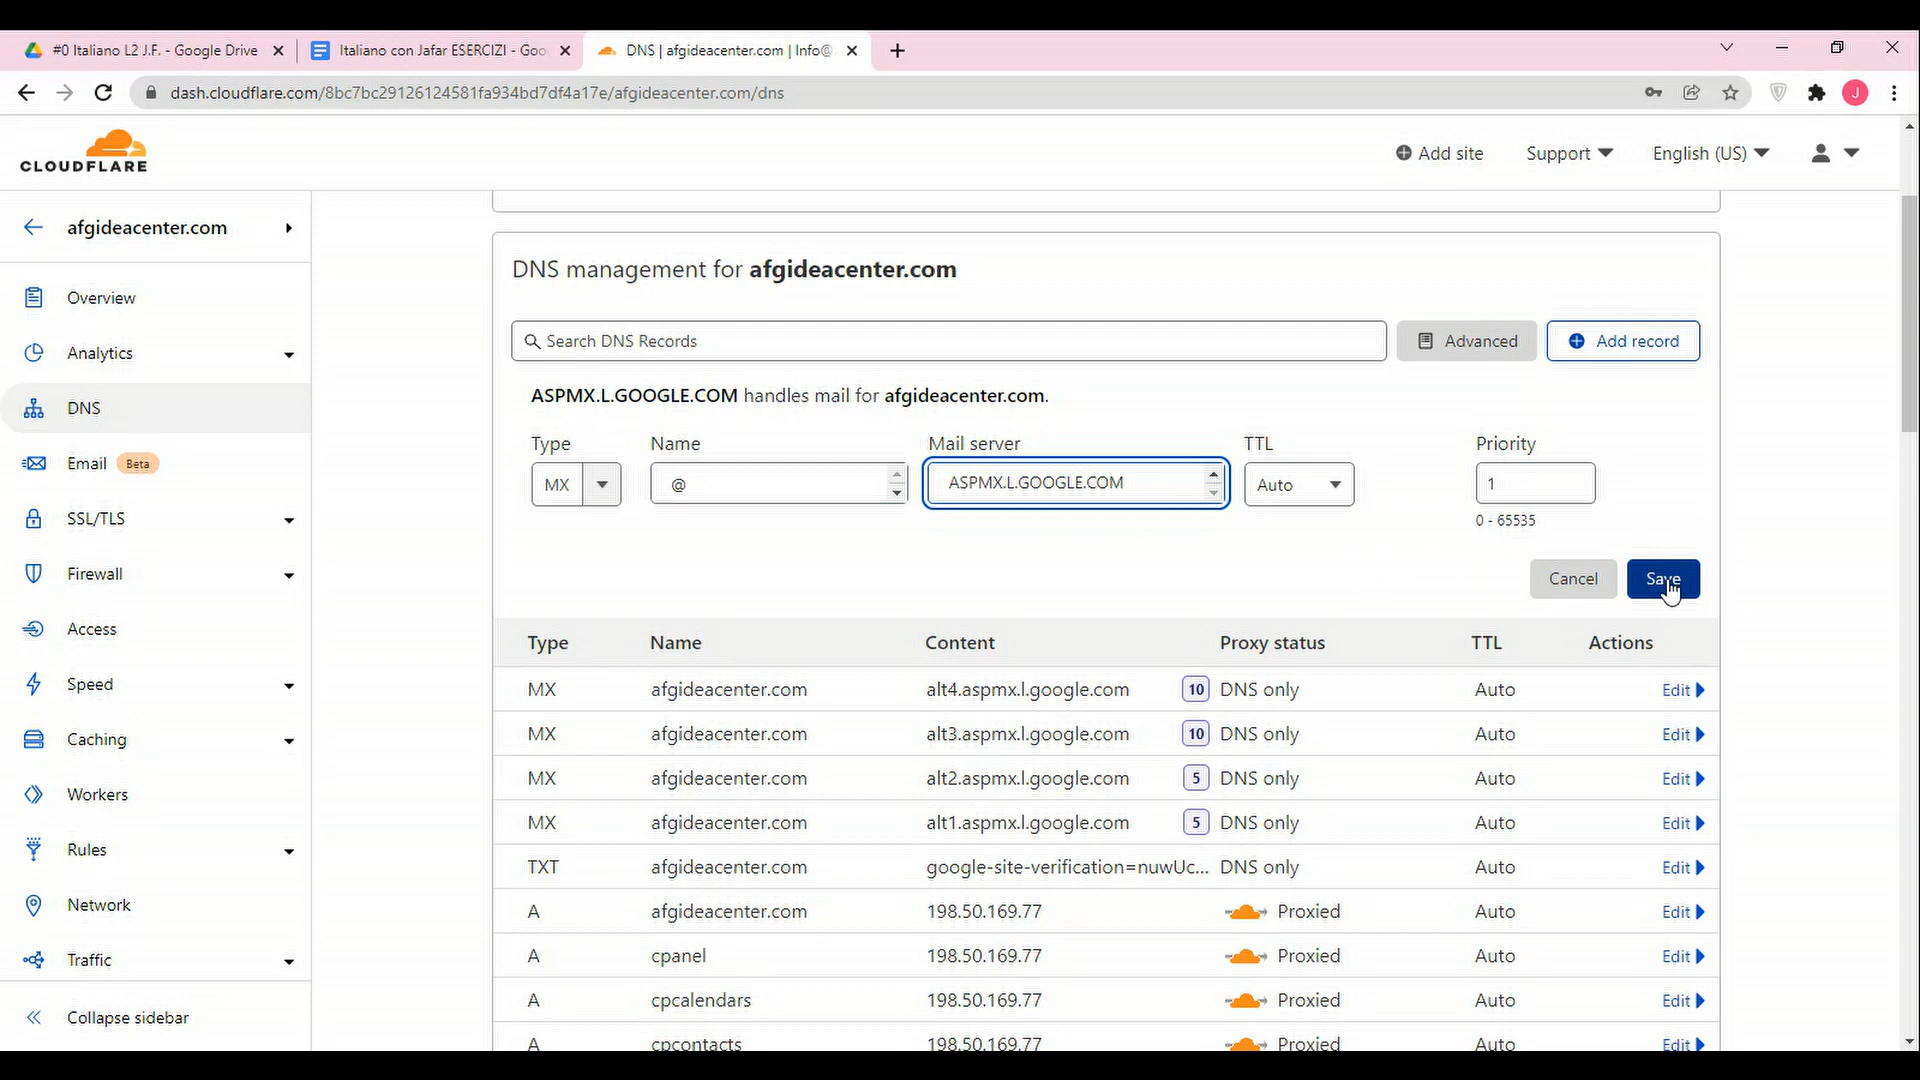 #0 Italiano L2 J.F. - Google Drive
Italiano con Jafar ESERCIZI - Goo
DNS | afgideacenter.com | Info@
dash.cloudflare.com/8bc7bc29126124581fa934bd7df4a17e/afgideacenter.com/dns
J
CLOUDFLARE
Add site
Support
English (US)
afgideacenter.com
Overview
Analytics
DNS
Email Beta
SSL/TLS
Firewall
Access
Speed
Caching
Workers
Rules
Network
Traffic
Collapse sidebar
DNS management for afgideacenter.com
Search DNS Records
Advanced
Add record
ASPMX.L.GOOGLE.COM handles mail for afgideacenter.com.
Type Name Mail server TTL Priority
MX @ ASPMX.L.GOOGLE.COM Auto 1
0 - 65535
Cancel Save
Type Name Content Proxy status TTL Actions
MX afgideacenter.com alt4.aspmx.l.google.com 10 DNS only Auto Edit
MX afgideacenter.com alt3.aspmx.l.google.com 10 DNS only Auto Edit
MX afgideacenter.com alt2.aspmx.l.google.com 5 DNS only Auto Edit
MX afgideacenter.com alt1.aspmx.l.google.com 5 DNS only Auto Edit
TXT afgideacenter.com google-site-verification=nuwUc... DNS only Auto Edit
A afgideacenter.com 198.50.169.77 Proxied Auto Edit
A cpanel 198.50.169.77 Proxied Auto Edit
A cpcalendars 198.50.169.77 Proxied Auto Edit
A cpcontacts 198.50.169.77 Proxied Auto Edit